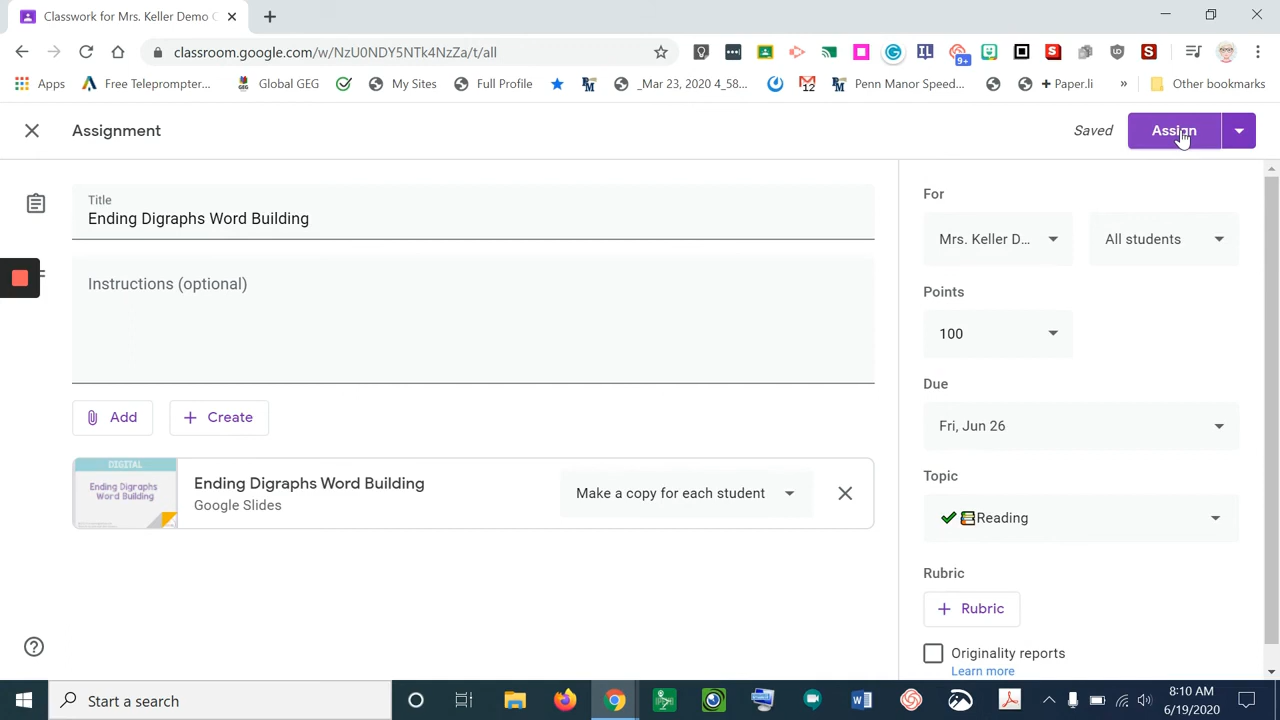 Classwork for Mrs. Keller Demo C
classroom.google.com/w/NzU0NDY5NTk4NzZa/t/all
9+
Apps
Free Teleprompter...
Global GEG
My Sites
Full Profile
_Mar 23, 2020 4_58...
12
Penn Manor Speed...
+ Paper.li
»
Other bookmarks
Assignment
Saved
Assign
Title
Ending Digraphs Word Building
Instructions (optional)
Add
+ Create
DIGITAL
Ending Digraphs
Word Building
Ending Digraphs Word Building
Google Slides
Make a copy for each student
For
Mrs. Keller D...
All students
Points
100
Due
Fri, Jun 26
Topic
Reading
Rubric
+ Rubric
Originality reports
Learn more
Start a search
8:10 AM
6/19/2020